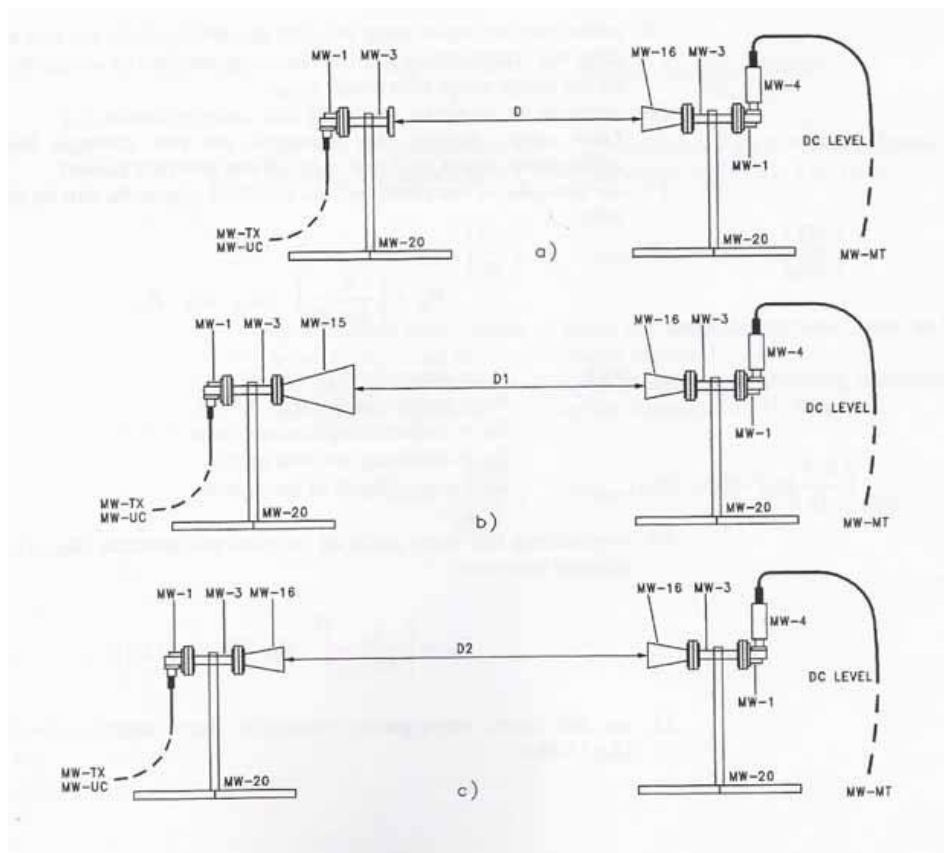 MW-1 MW-3
D
MW-16 MW-3
MW-4
DC LEVEL
MW-1
MW-TX
MW-UC
MW-20
a)
MW-20
MW-MT
MW-1 MW-3 MW-15
D1
MW-16 MW-3
MW-4
DC LEVEL
MW-1
MW-TX
MW-UC
MW-20
b)
MW-20
MW-MT
MW-1 MW-3 MW-16
D2
MW-16 MW-3
MW-4
DC LEVEL
MW-1
MW-TX
MW-UC
MW-20
c)
MW-20
MW-MT